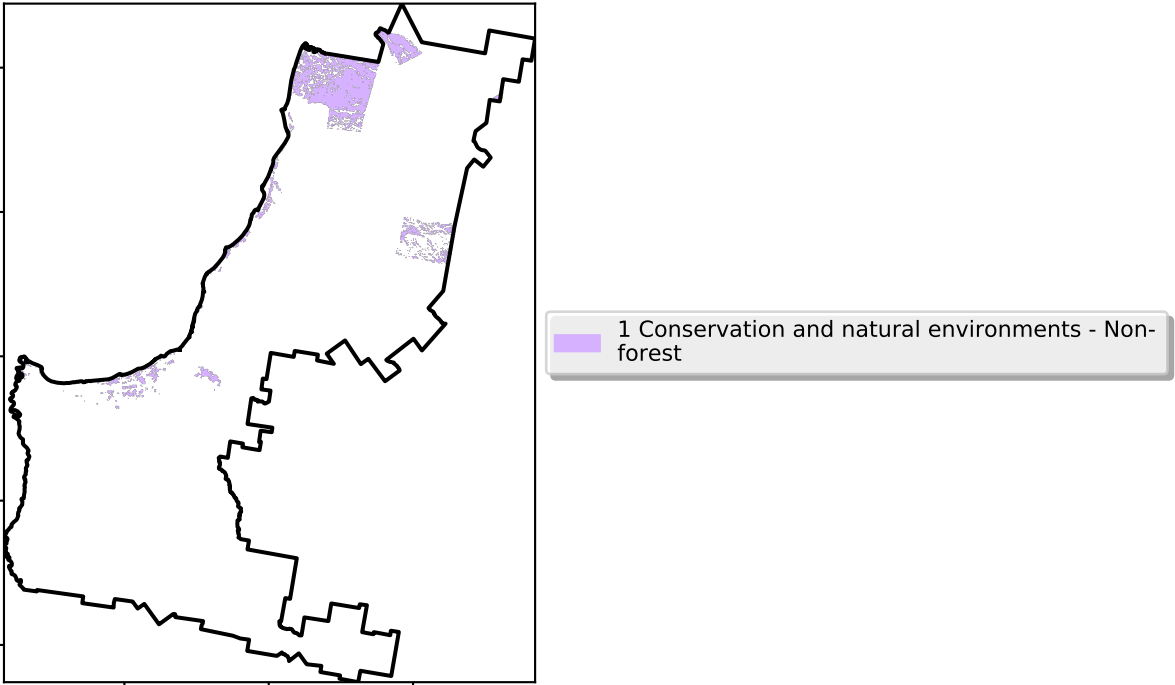 1 Conservation and natural environments - Non-
forest